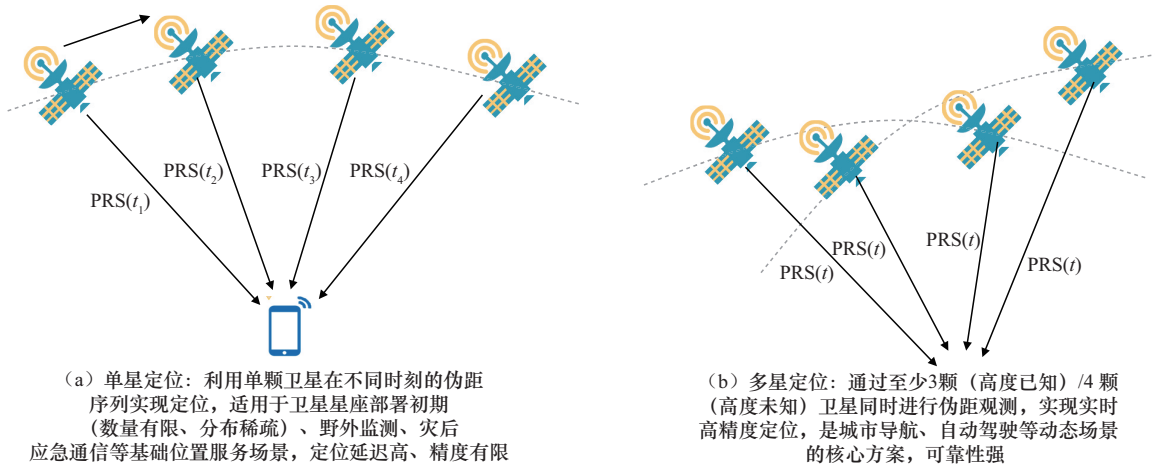 PRS(t₁)
PRS(t₂)
PRS(t₃)
PRS(t₄)
（a）单星定位：利用单颗卫星在不同时刻的伪距
序列实现定位，适用于卫星星座部署初期
（数量有限、分布稀疏）、野外监测、灾后
应急通信等基础位置服务场景，定位延迟高、精度有限
PRS(t)
PRS(t)
PRS(t)
PRS(t)
（b）多星定位：通过至少3颗（高度已知）/4 颗
（高度未知）卫星同时进行伪距观测，实现实时
高精度定位，是城市导航、自动驾驶等动态场景
的核心方案，可靠性强